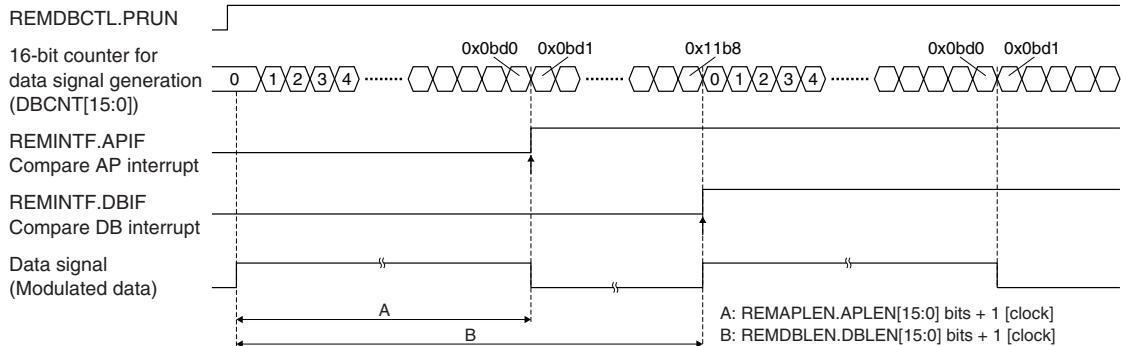 REMDBCTL.PRUN
16-bit counter for
data signal generation
(DBCNT[15:0])
0x0bd0 0x0bd1 0x11b8 0x0bd0 0x0bd1
0 1 2 3 4 0 1 2 3 4
REMINTF.APIF
Compare AP interrupt
REMINTF.DBIF
Compare DB interrupt
Data signal
(Modulated data)
A
B
A: REMAPLEN.APLEN[15:0] bits + 1 [clock]
B: REMDBLEN.DBLEN[15:0] bits + 1 [clock]